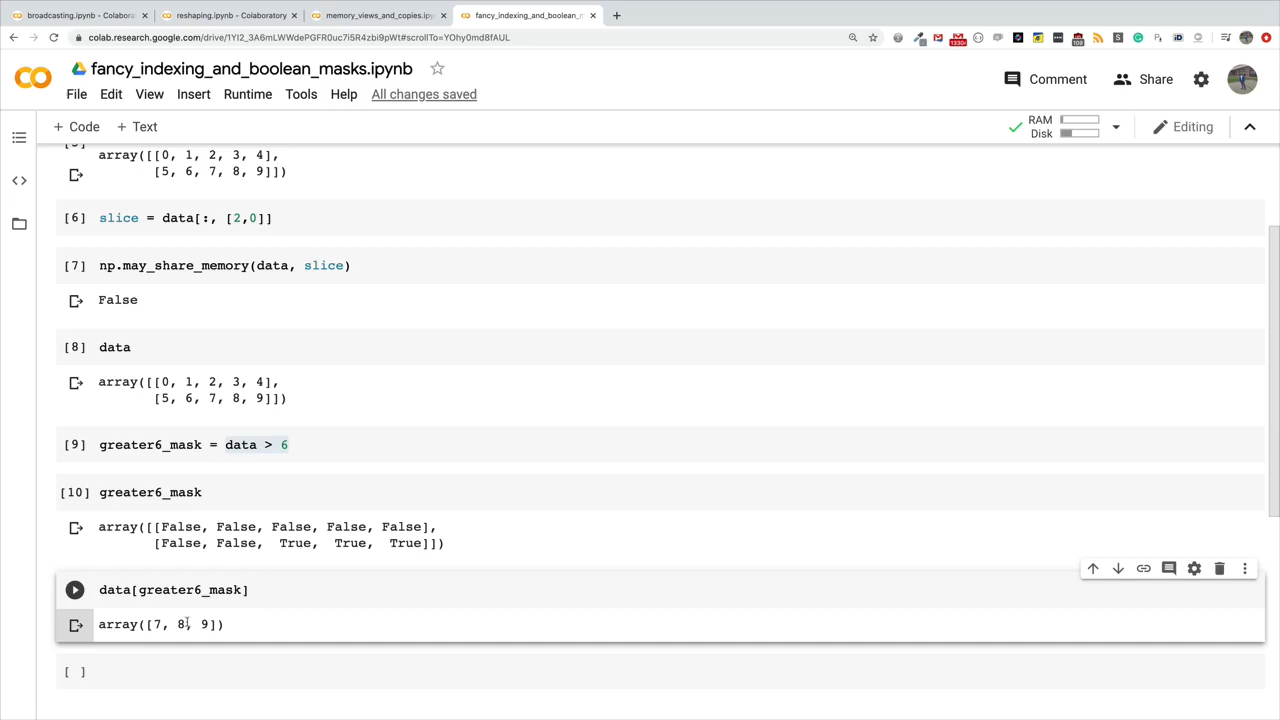 broadcasting.ipynb - Colabora
reshaping.ipynb - Colaboratory
memory_views_and_copies.ipyn
fancy_indexing_and_boolean_m
colab.research.google.com/drive/1YI2_3A6mLWWdePGFR0uc7i5R4zbi9pWt#scrollTo=YOhy0md8fAUL
fancy_indexing_and_boolean_masks.ipynb
Comment
Share
File Edit View Insert Runtime Tools Help All changes saved
+ Code + Text
RAM
Disk
Editing
array([[0, 1, 2, 3, 4],
[5, 6, 7, 8, 9]])
[6] slice = data[:, [2,0]]
[7] np.may_share_memory(data, slice)
False
[8] data
array([[0, 1, 2, 3, 4],
[5, 6, 7, 8, 9]])
[9] greater6_mask = data > 6
[10] greater6_mask
array([[False, False, False, False, False],
[False, False, True, True, True]])
data[greater6_mask]
array([7, 8, 9])
[ ]